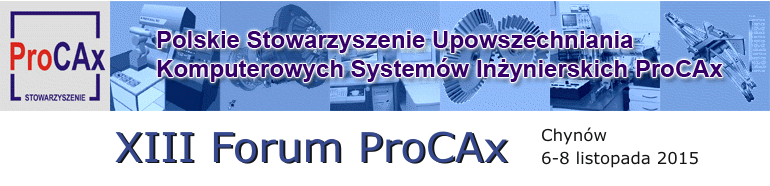 ProCAx
STOWARZYSZENIE
Polskie Stowarzyszenie Upowszechniania
Komputerowych Systemów Inżynierskich ProCAx
XIII Forum ProCAx
Chynów
6-8 listopada 2015